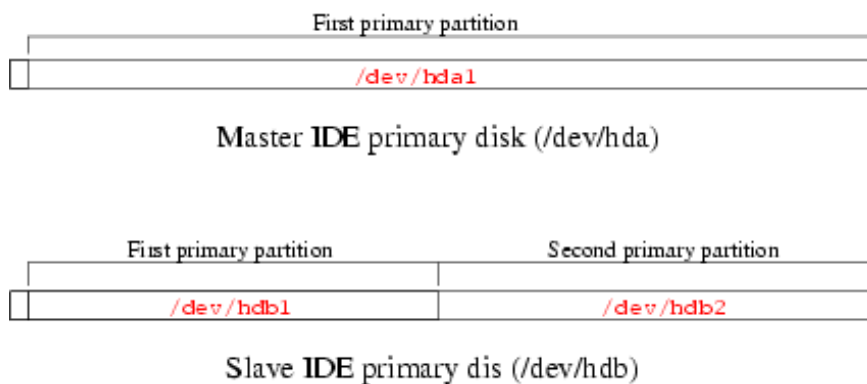 First primary partition
/dev/hda1
Master IDE primary disk (/dev/hda)
First primary partition Second primary partition
/dev/hdb1 /dev/hdb2
Slave IDE primary dis (/dev/hdb)